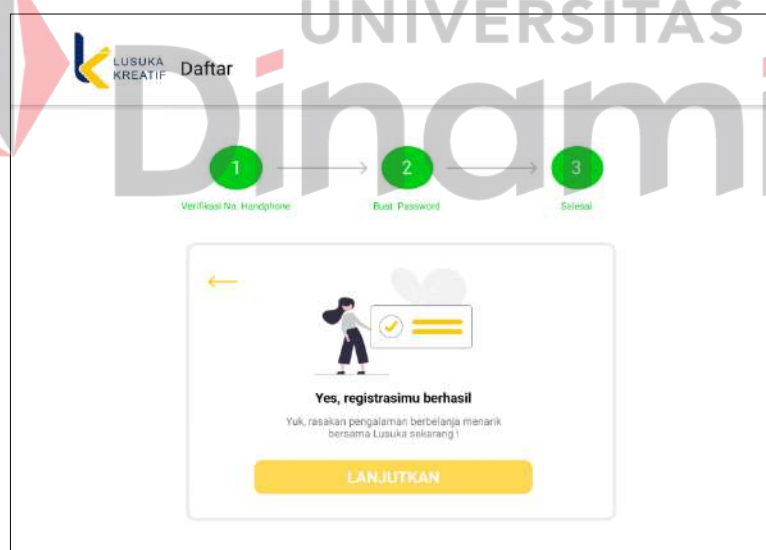 UNIVERSITAS
Dinami
LUSUKA
KREATIF
Daftar
1
2
3
Verifikasi No. Handphone
Buat Password
Selesai
Yes, registrasimu berhasil
Yuk, rasakan pengalaman berbelanja menarik
bersama Lusuka sekarang !
LANJUTKAN